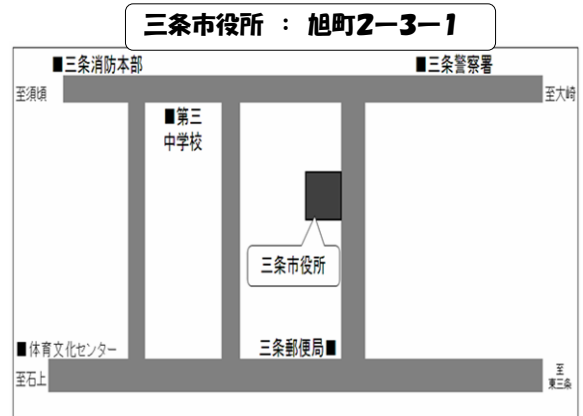 三条市役所 : 旭町2-3-1
■三条消防本部
■三条警察署
至須頃
至大崎
■第三
中学校
三条市役所
■体育文化センター
三条郵便局■
至石上
至
東三条